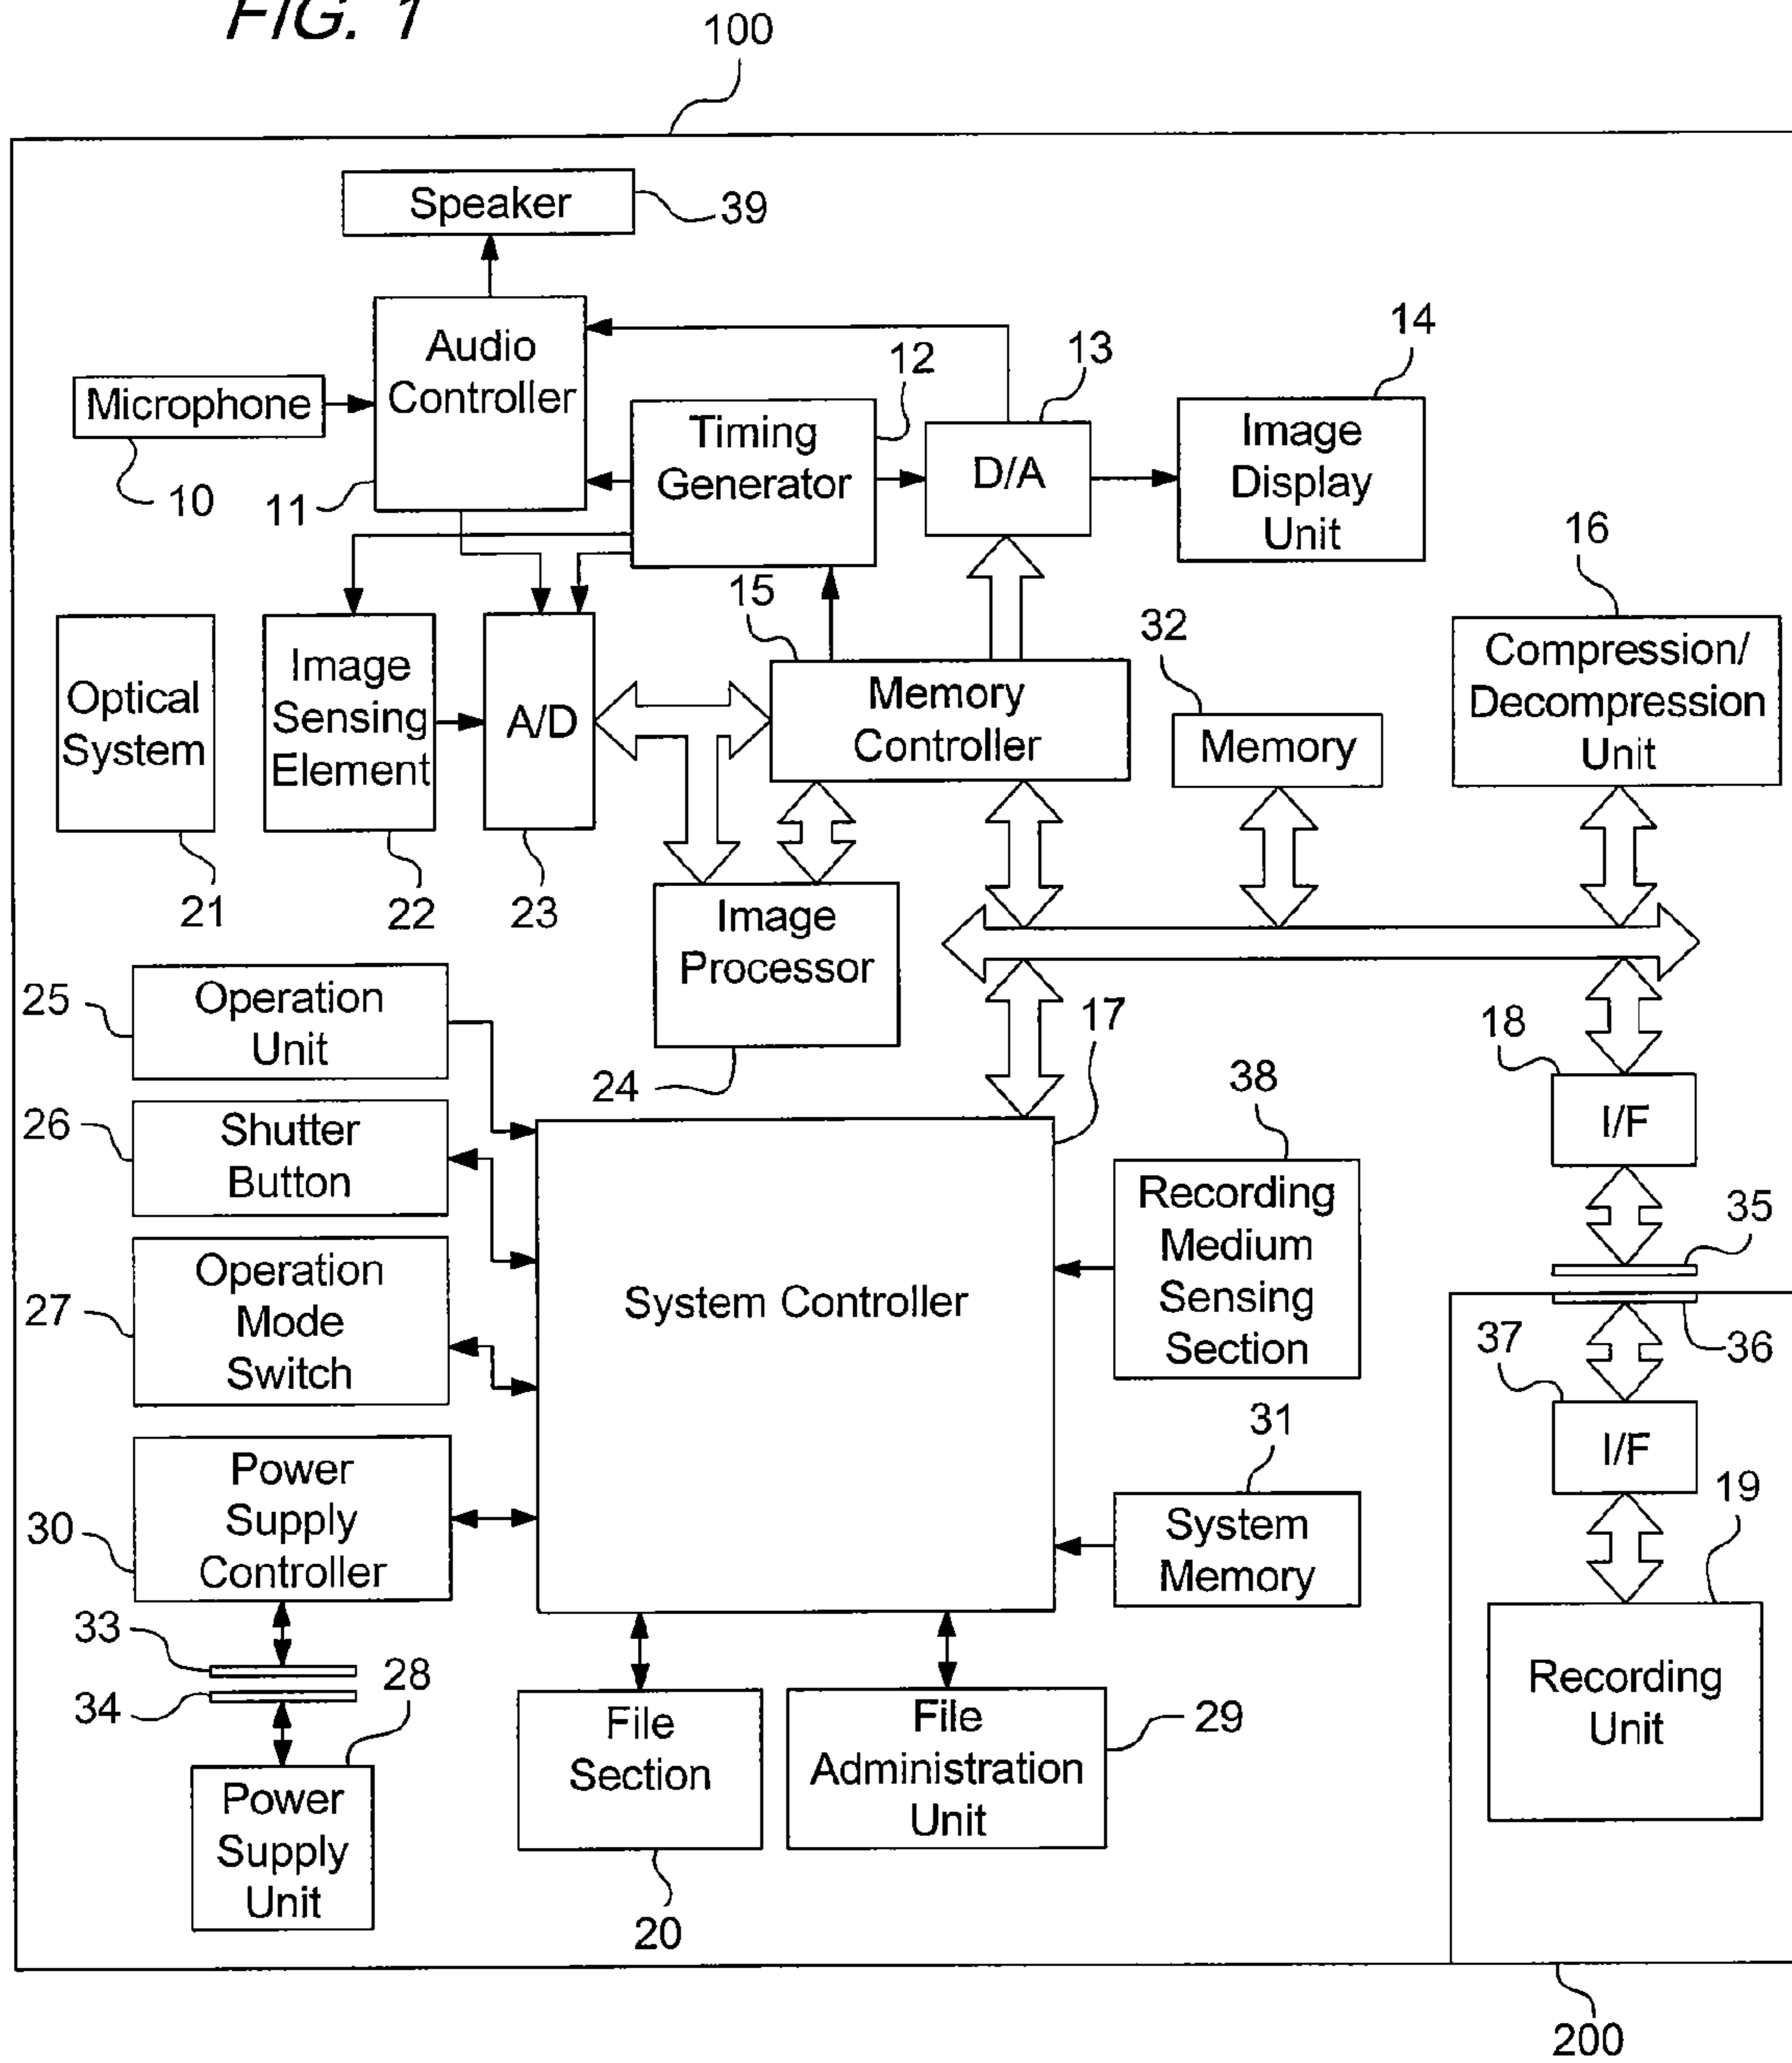 FIG. 1
100
Speaker
39
Audio
Controller
Microphone
10
11
12
Timing
Generator
13
D/A
14
Image
Display
Unit
15
16
32
Optical
System
21
Image
Sensing
Element
22
A/D
23
Memory
Controller
Memory
Compression/
Decompression
Unit
Image
Processor
24
25
Operation
Unit
17
18
I/F
26
Shutter
Button
38
Recording
Medium
Sensing
Section
35
36
27
Operation
Mode
Switch
System Controller
37
I/F
30
Power
Supply
Controller
31
System
Memory
19
Recording
Unit
33
34
28
Power
Supply
Unit
File
Section
20
File
Administration
Unit
29
200